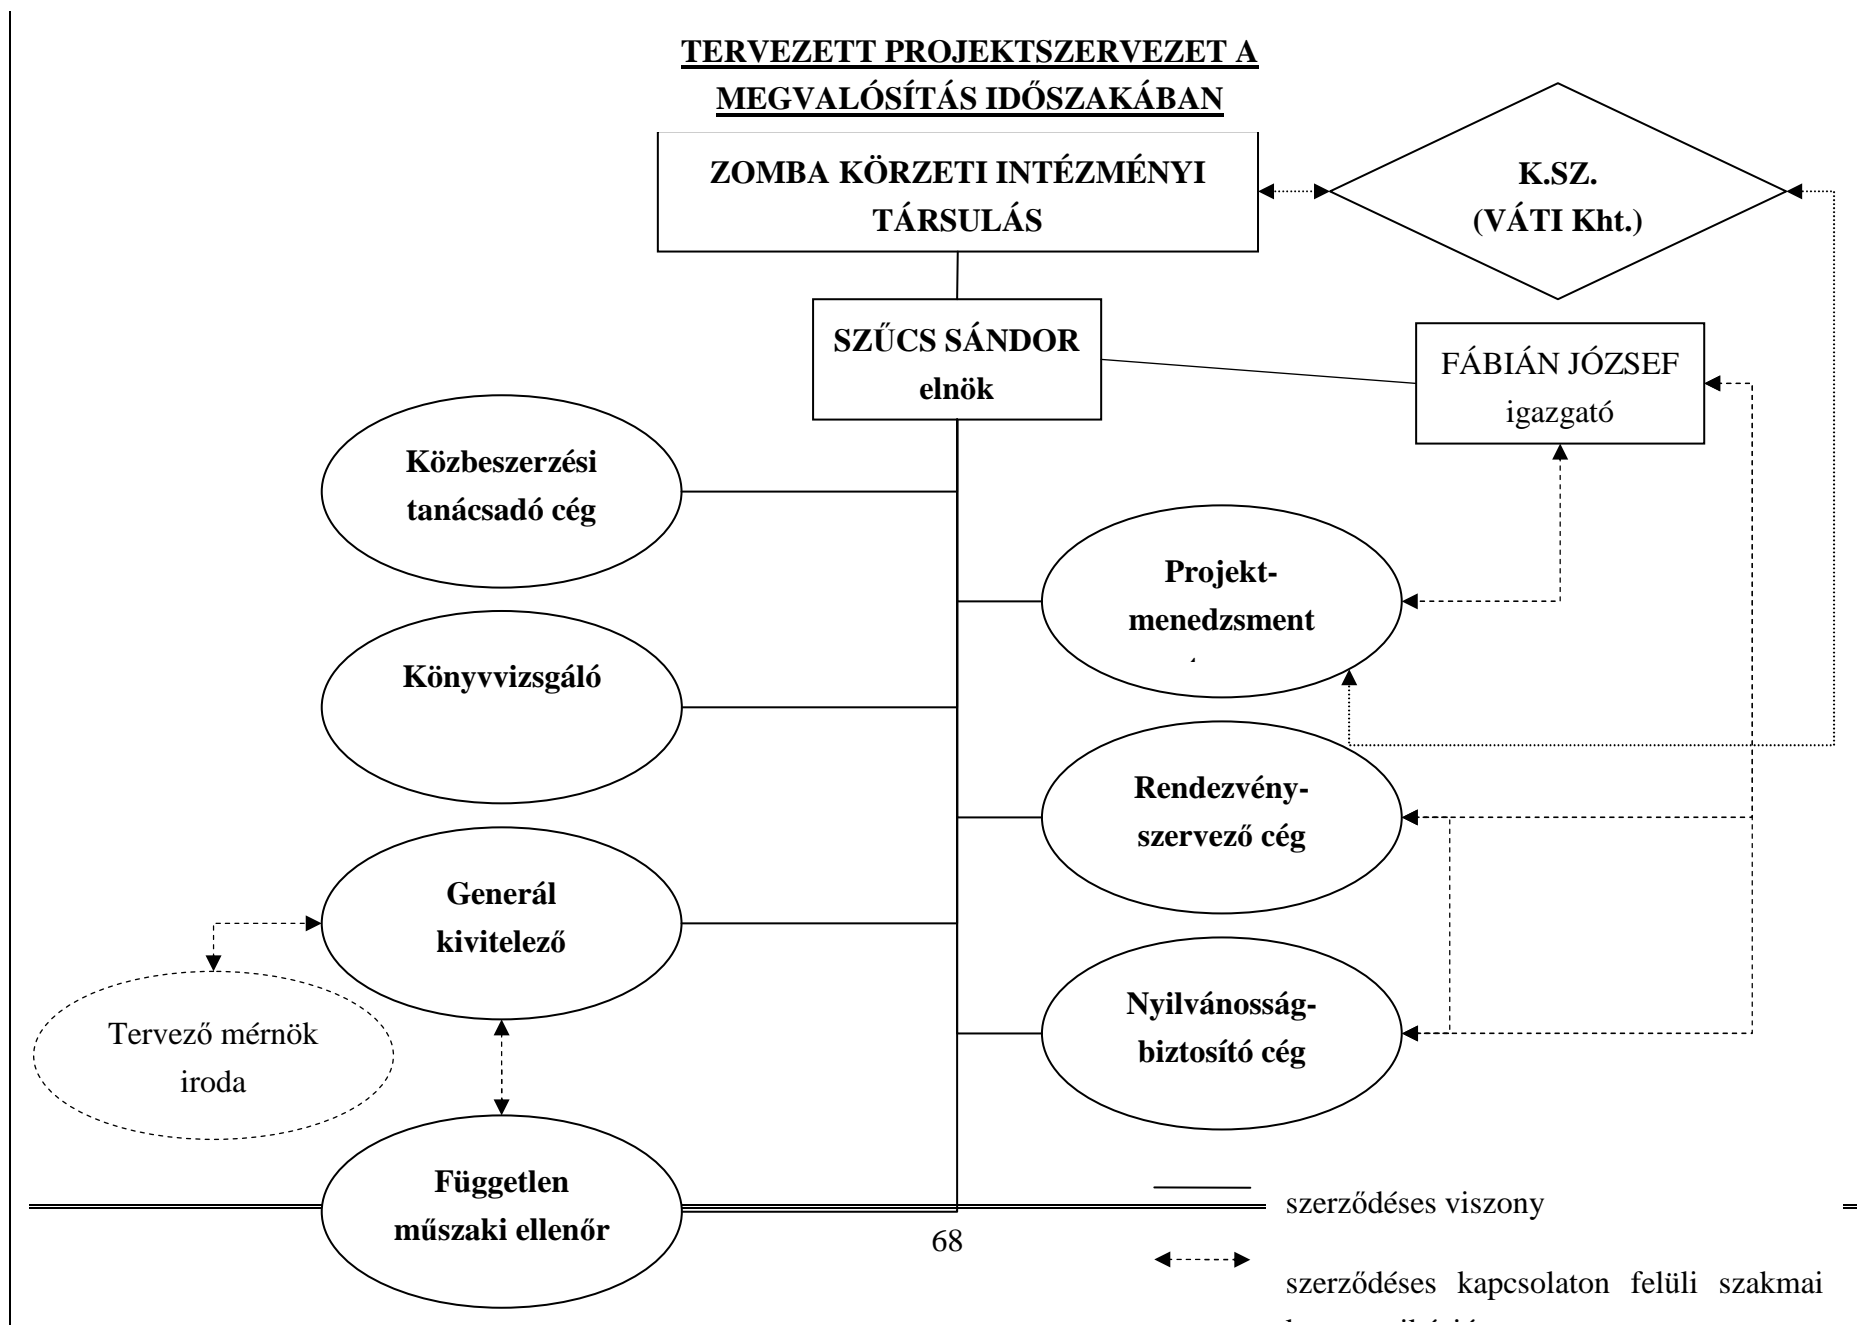 TERVEZETT PROJEKTSZERVEZET A
MEGVALÓSÍTÁS IDŐSZAKÁBAN
ZOMBA KÖRZETI INTÉZMÉNYI
TÁRSULÁS
K.SZ.
(VÁTI Kht.)
SZŰCS SÁNDOR
elnök
FÁBIÁN JÓZSEF
igazgató
Közbeszerzési
tanácsadó cég
Projekt-
menedzsment
Könyvvizsgáló
Rendezvény-
szervező cég
Generál
kivitelező
Nyilvánosság-
biztosító cég
Tervező mérnök
iroda
Független
műszaki ellenőr
szerződéses viszony
68
szerződéses kapcsolaton felüli szakmai